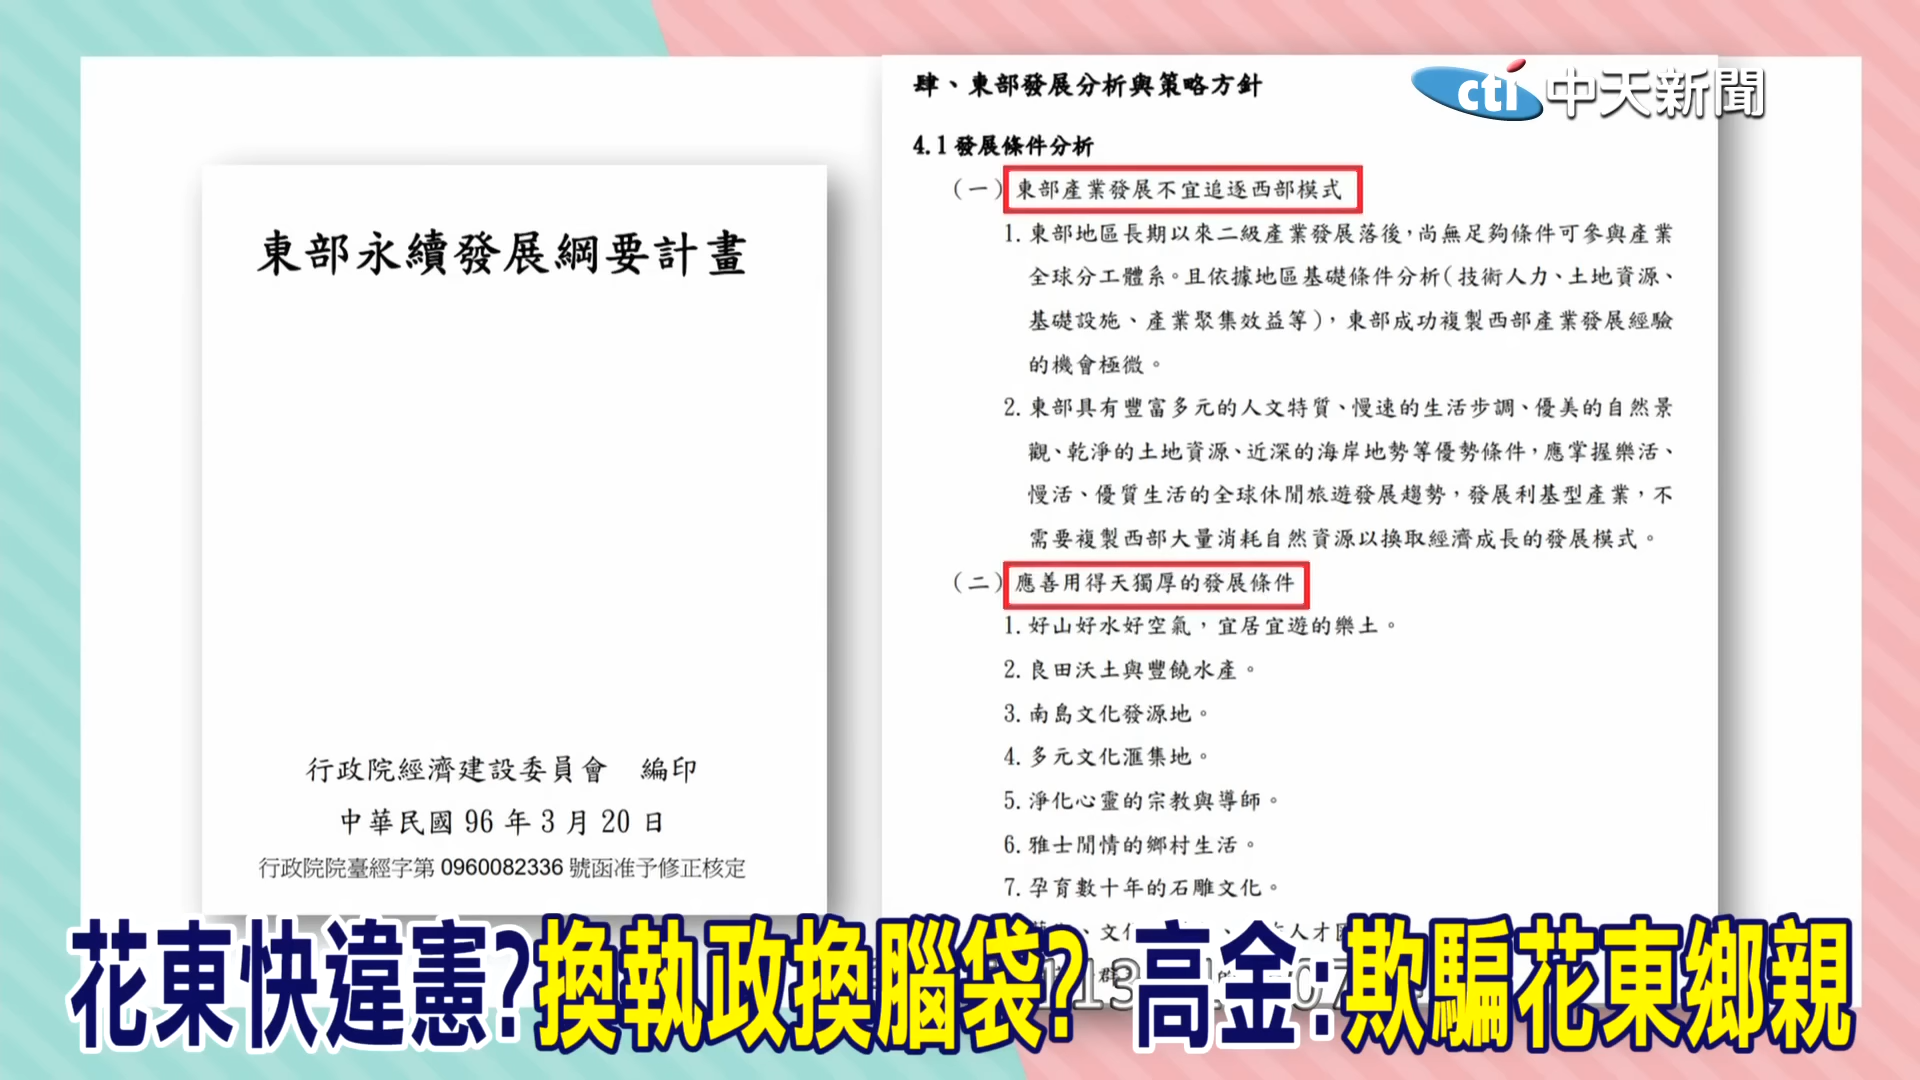 cti 中天新聞
東部永續發展綱要計畫
行政院經濟建設委員會 編印
中華民國 96 年 3 月 20 日
行政院院臺經字第 0960082336 號函准予修正核定
肆、東部發展分析與策略方針
4.1 發展條件分析
(一) 東部產業發展不宜追逐西部模式
1. 東部地區長期以來二級產業發展落後,尚無足夠條件可參與產業
全球分工體系。且依據地區基礎條件分析(技術人力、土地資源、
基礎設施、產業聚集效益等),東部成功複製西部產業發展經驗
的機會極微。
2. 東部具有豐富多元的人文特質、慢速的生活步調、優美的自然景
觀、乾淨的土地資源、近深的海岸地勢等優勢條件,應掌握樂活、
慢活、優質生活的全球休閒旅遊發展趨勢,發展利基型產業,不
需要複製西部大量消耗自然資源以換取經濟成長的發展模式。
(二) 應善用得天獨厚的發展條件
1. 好山好水好空氣,宜居宜遊的樂土。
2. 良田沃土與豐饒水產。
3. 南島文化發源地。
4. 多元文化滙集地。
5. 淨化心靈的宗教與導師。
6. 雅士閒情的鄉村生活。
7. 孕育數十年的石雕文化。
花東快違憲?換執政換腦袋? 高金:欺騙花東鄉親